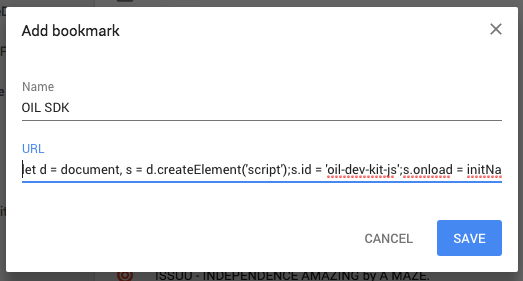 Add bookmark
Name
OIL SDK
URL
let d = document, s = d.createElement('script');s.id = 'oil-dev-kit-js';s.onload = initNa
CANCEL
SAVE
ISSUU - INDEPENDENCE AMAZING by A MAZE.